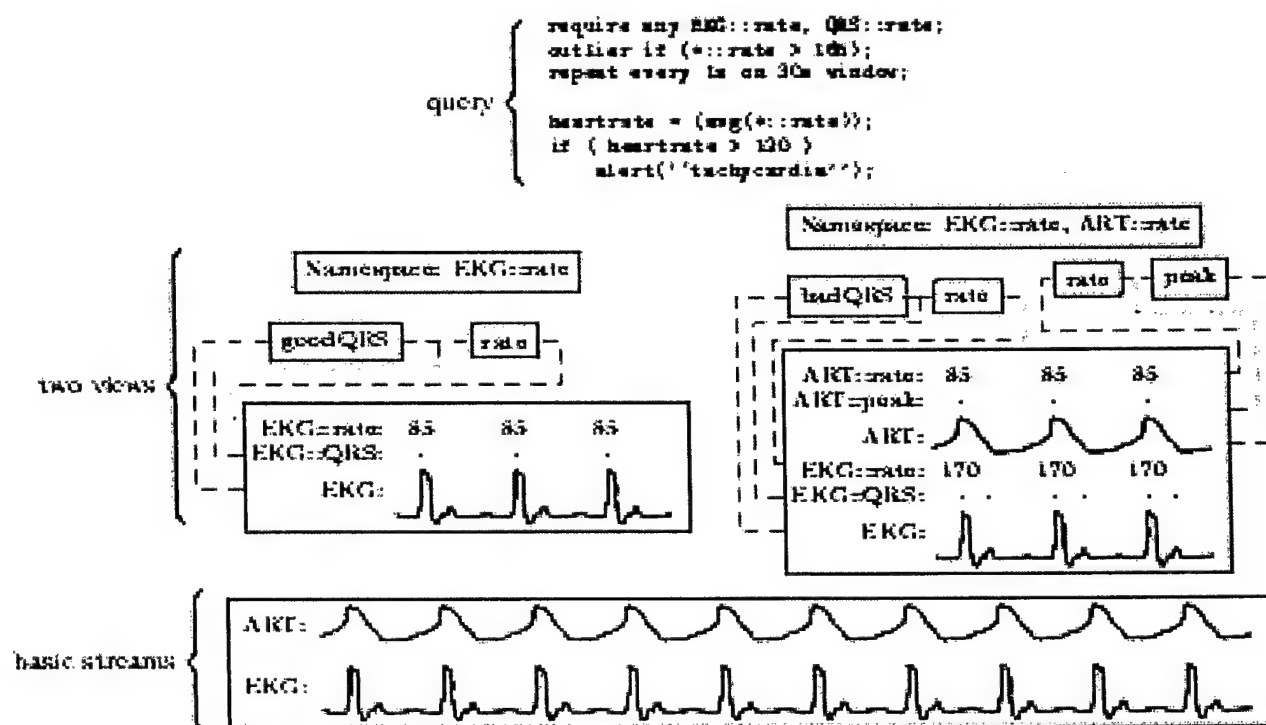 require any EKG::rate, QRS::rate;
outlier if (*::rate > );
repeat every 1s on 30s window;
query
heartrate = (avg(*::rate));
if ( heartrate > 120 )
alert(''tachycardia'');
Namespace: EKG::rate, ART::rate
Namespace: EKG::rate
badQRS
rate
rate
peak
goodQRS
rate
two views
ART::rate: 85 85 85
ART::peak:
ART:
EKG::rate: 170 170 170
EKG::QRS:
EKG:
EKG::rate: 85 85 85
EKG::QRS:
EKG:
basic streams
ART:
EKG: